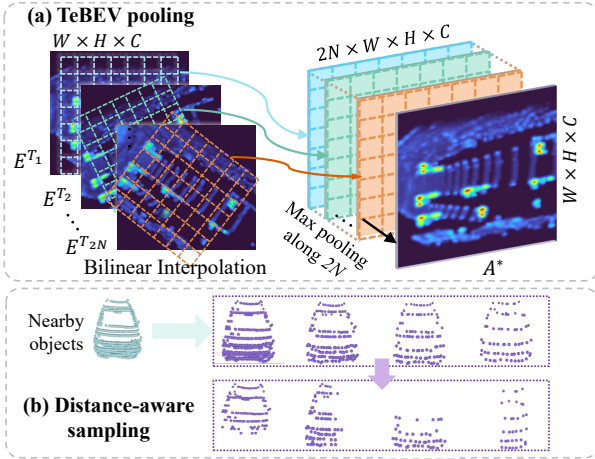 (a) TeBEV pooling
W × H × C
2N × W × H × C
E^{T_1}
E^{T_2}
E^{T_{2N}}
Bilinear Interpolation
Max pooling
along 2N
W × H × C
A*
Nearby
objects
(b) Distance-aware
sampling